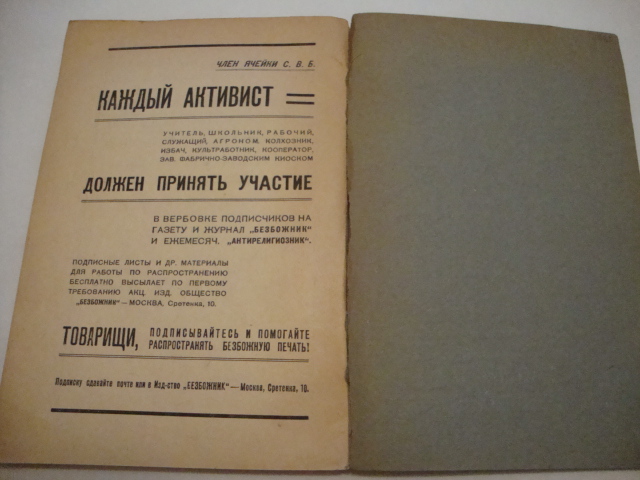 ЧЛЕН ЯЧЕЙКИ С. В. Б.
КАЖДЫЙ АКТИВИСТ =
УЧИТЕЛЬ, ШКОЛЬНИК, РАБОЧИЙ,
СЛУЖАЩИЙ, АГРОНОМ, КОЛХОЗНИК,
ИЗБАЧ, КУЛЬТРАБОТНИК, КООПЕРАТОР,
ЗАВ. ФАБРИЧНО-ЗАВОДСКИМ КИОСКОМ
ДОЛЖЕН ПРИНЯТЬ УЧАСТИЕ
В ВЕРБОВКЕ ПОДПИСЧИКОВ НА
ГАЗЕТУ И ЖУРНАЛ „БЕЗБОЖНИК“
И ЕЖЕМЕСЯЧ. „АНТИРЕЛИГИОЗНИК“.
ПОДПИСНЫЕ ЛИСТЫ И ДР. МАТЕРИАЛЫ
ДЛЯ РАБОТЫ ПО РАСПРОСТРАНЕНИЮ
БЕСПЛАТНО ВЫСЫЛАЕТ ПО ПЕРВОМУ
ТРЕБОВАНИЮ АКЦ. ИЗД. ОБЩЕСТВО
„БЕЗБОЖНИК“ — МОСКВА, Сретенка, 10.
ТОВАРИЩИ, ПОДПИСЫВАЙТЕСЬ И ПОМОГАЙТЕ
РАСПРОСТРАНЯТЬ БЕЗБОЖНУЮ ПЕЧАТЬ!
Подписку сдавайте почте или в Изд-ство „БЕЗБОЖНИК“ — Москва, Сретенка, 10.